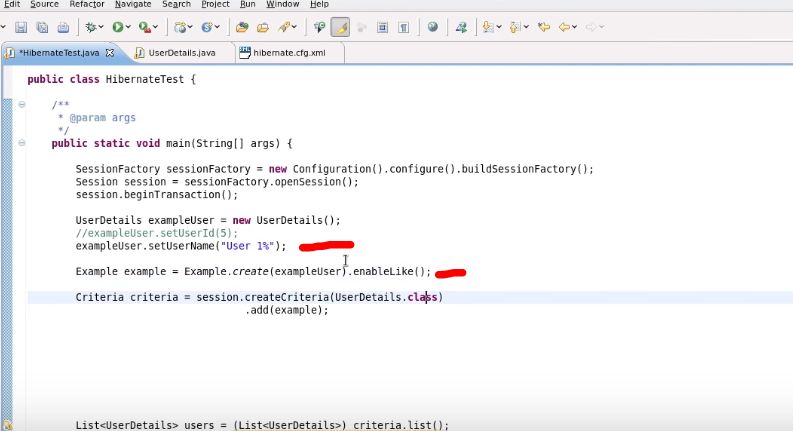 Edit Source Refactor Navigate Search Project Run Window Help
*HibernateTest.java UserDetails.java hibernate.cfg.xml
public class HibernateTest {
/**
* @param args
*/
public static void main(String[] args) {
SessionFactory sessionFactory = new Configuration().configure().buildSessionFactory();
Session session = sessionFactory.openSession();
session.beginTransaction();
UserDetails exampleUser = new UserDetails();
//exampleUser.setUserId(5);
exampleUser.setUserName("User 1%");
Example example = Example.create(exampleUser).enableLike();
Criteria criteria = session.createCriteria(UserDetails.class)
.add(example);
List<UserDetails> users = (List<UserDetails>) criteria.list();